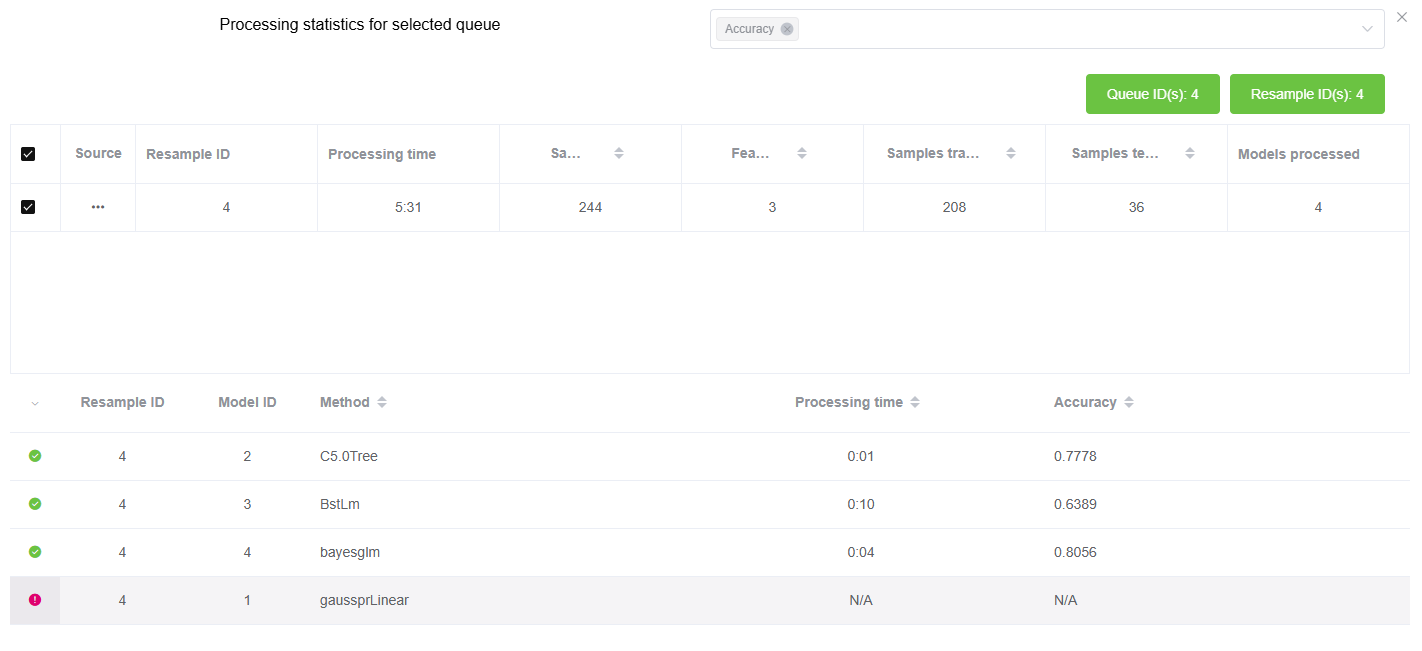 Processing statistics for selected queue
Accuracy
Queue ID(s): 4 Resample ID(s): 4
Source Resample ID Processing time Sa... Fea... Samples tra... Samples te... Models processed
••• 4 5:31 244 3 208 36 4
Resample ID Model ID Method Processing time Accuracy
4 2 C5.0Tree 0:01 0.7778
4 3 BstLm 0:10 0.6389
4 4 bayesglm 0:04 0.8056
4 1 gaussprLinear N/A N/A